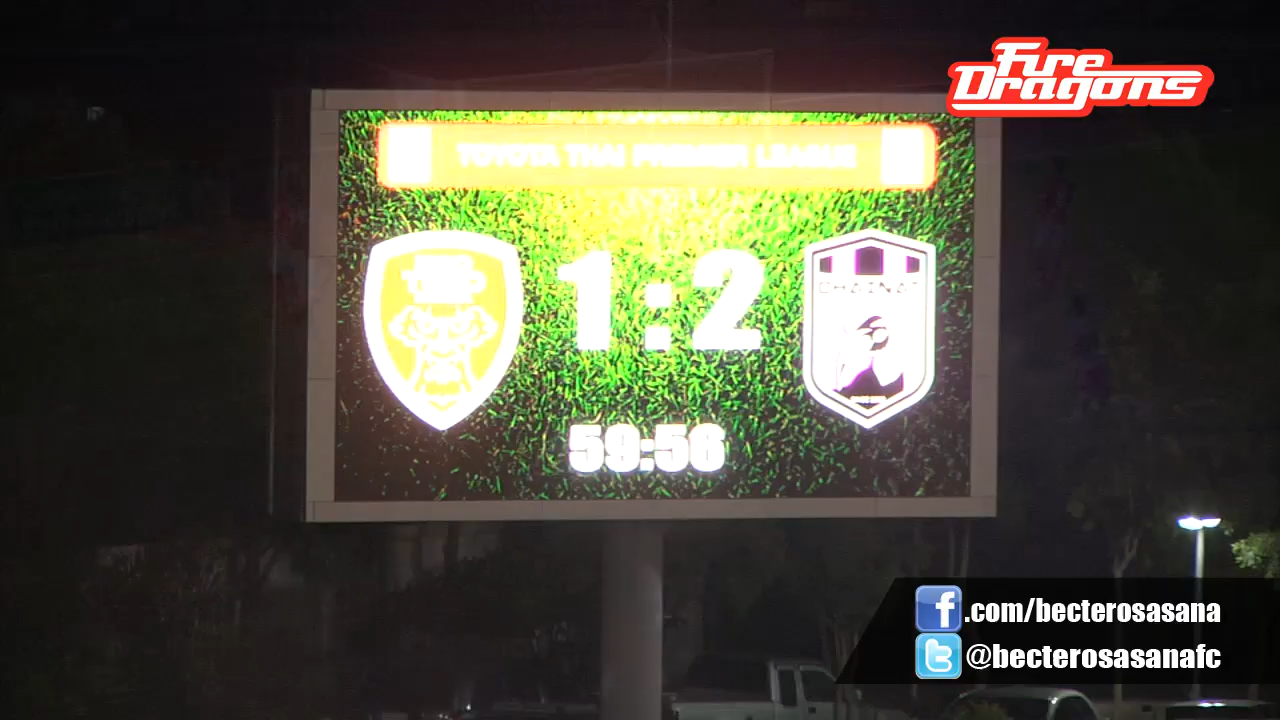 Fire
Dragons
TOYOTA THAI PREMIER LEAGUE
1:2
CHAINAT
59:56
.com/becterosasana
@becterosasanafc